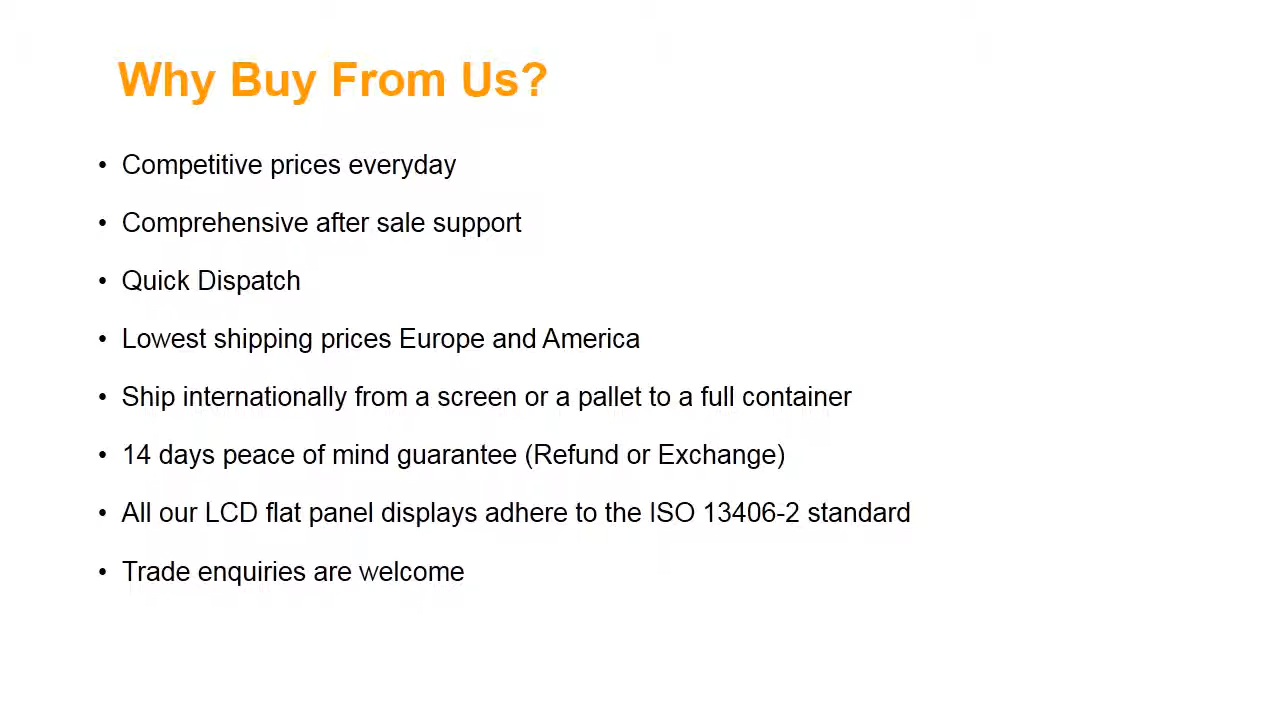 Why Buy From Us?
• Competitive prices everyday
• Comprehensive after sale support
• Quick Dispatch
• Lowest shipping prices Europe and America
• Ship internationally from a screen or a pallet to a full container
• 14 days peace of mind guarantee (Refund or Exchange)
• All our LCD flat panel displays adhere to the ISO 13406-2 standard
• Trade enquiries are welcome